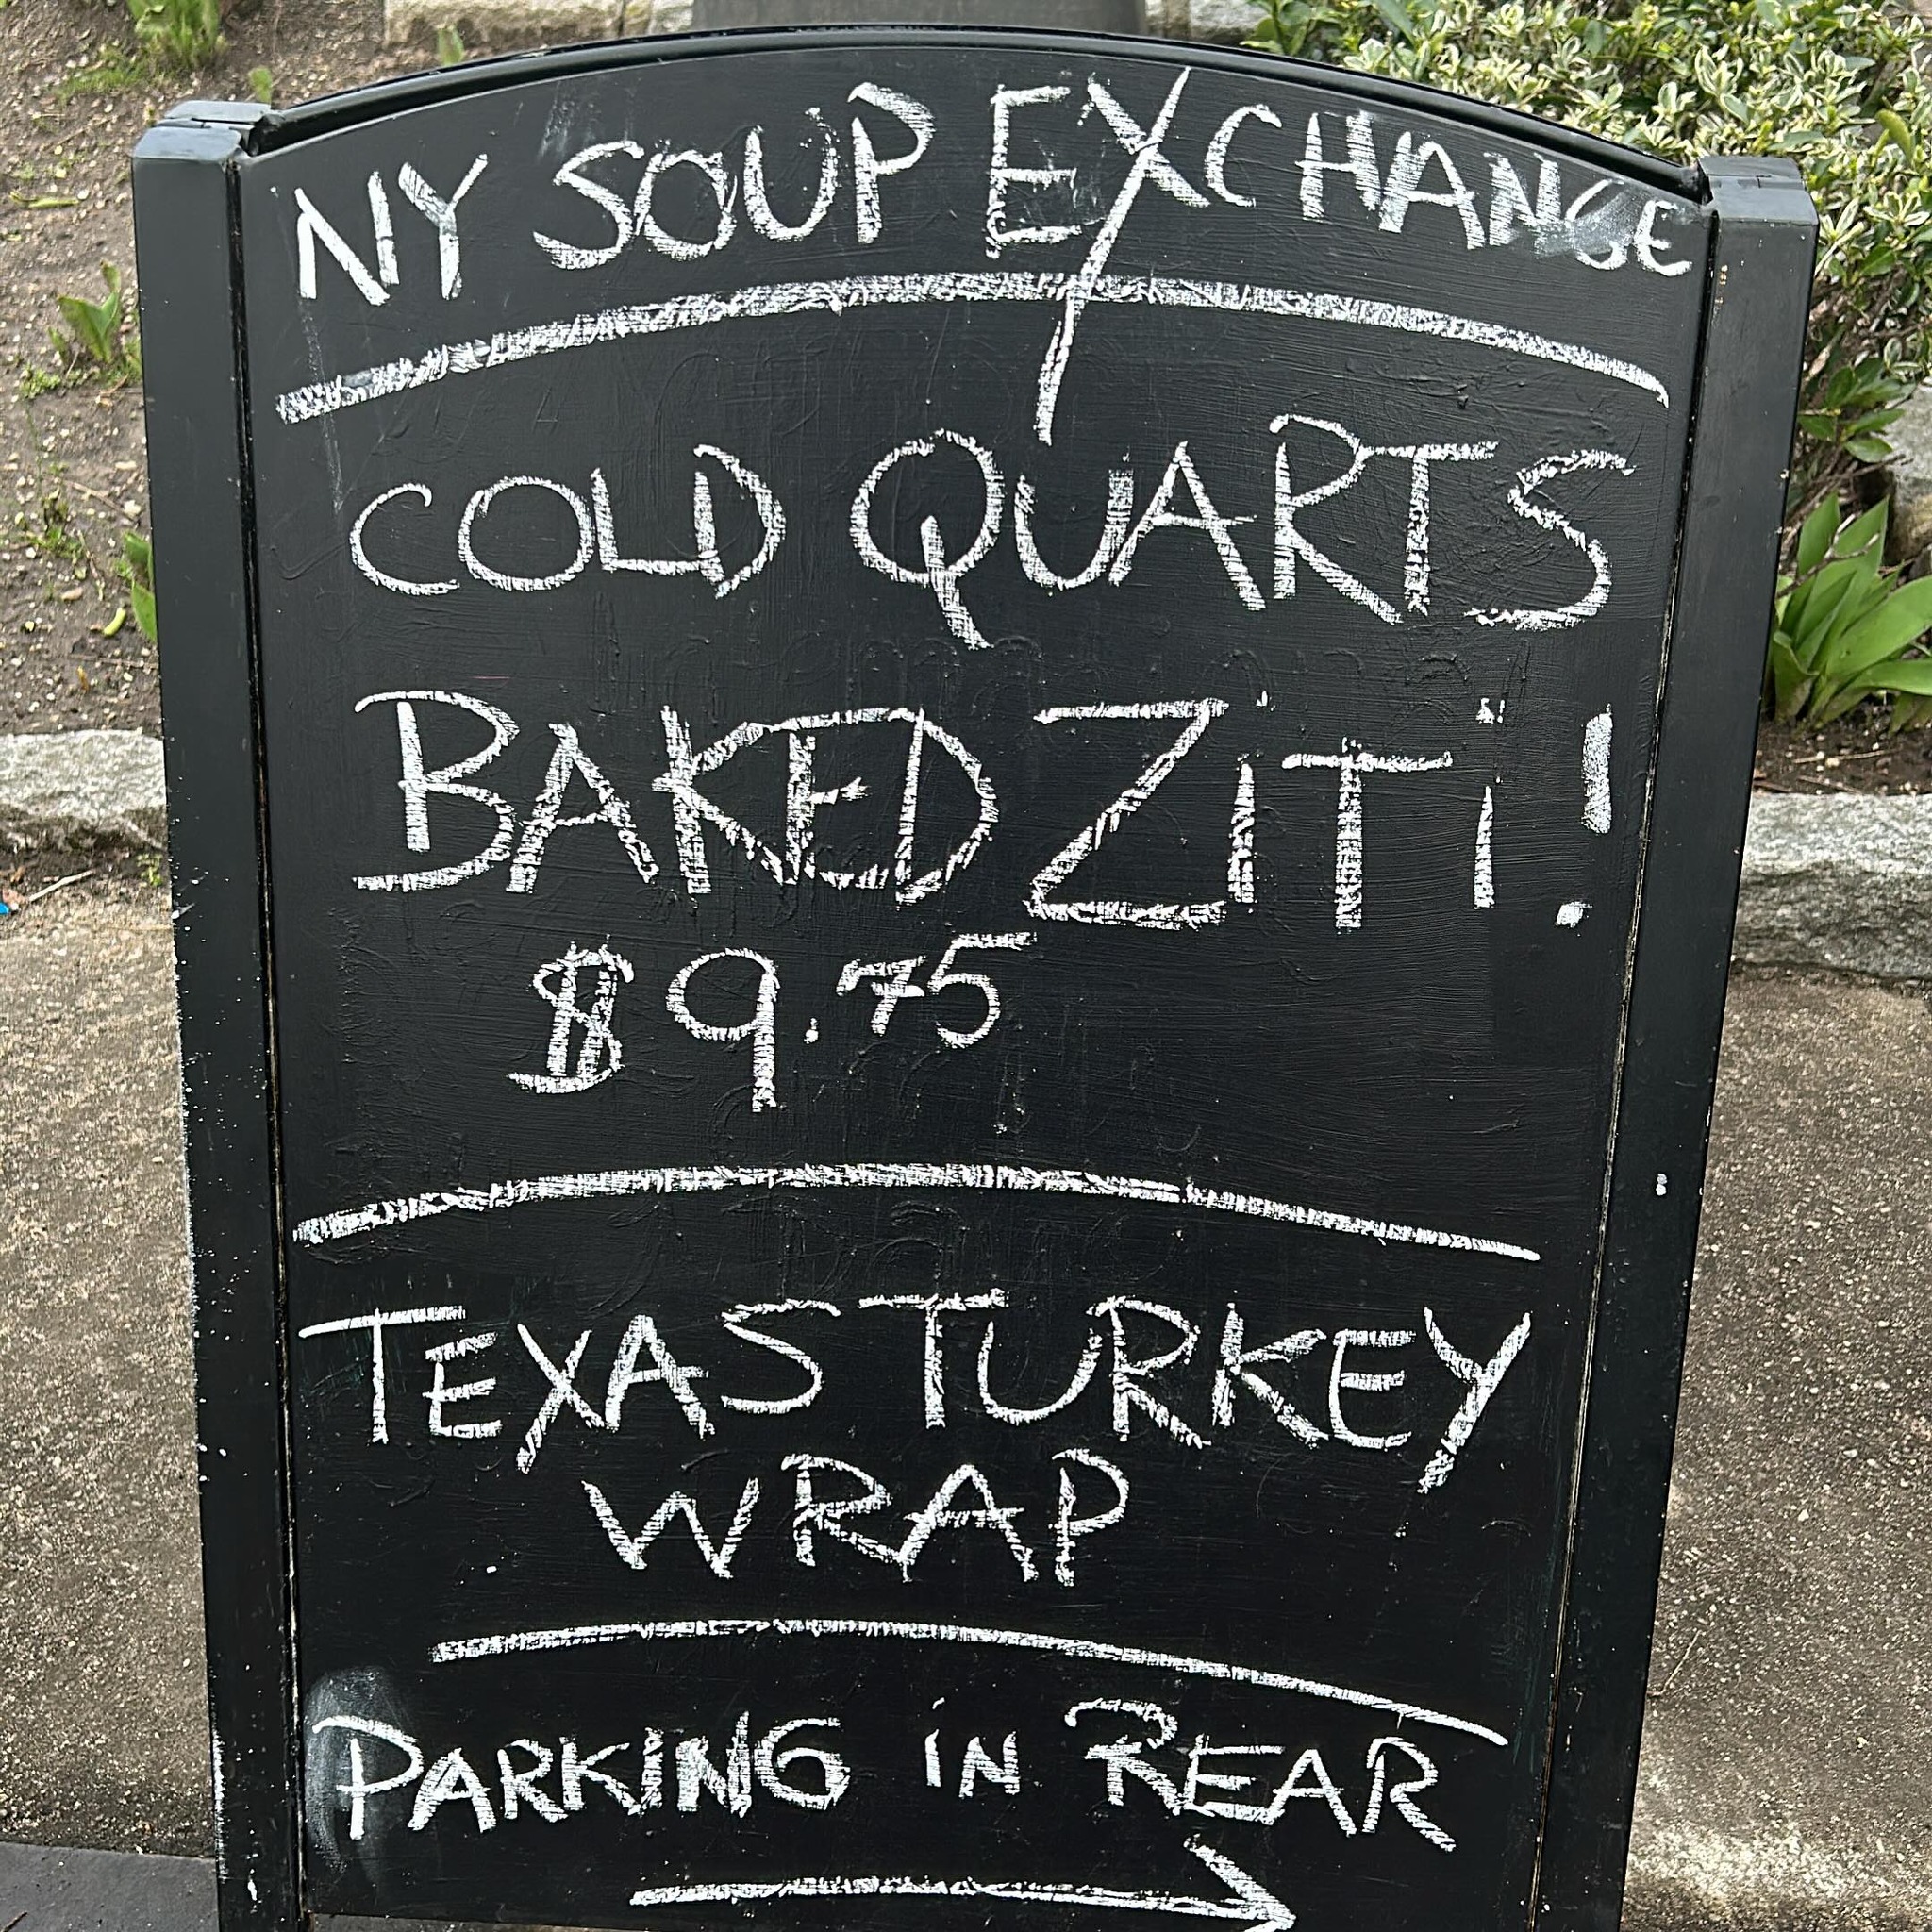 NY SOUP EXCHANGE
COLD QUARTS
BAKED ZiTi!
$9.75
TEXAS TURKEY
WRAP
PARKiNG iN REAR